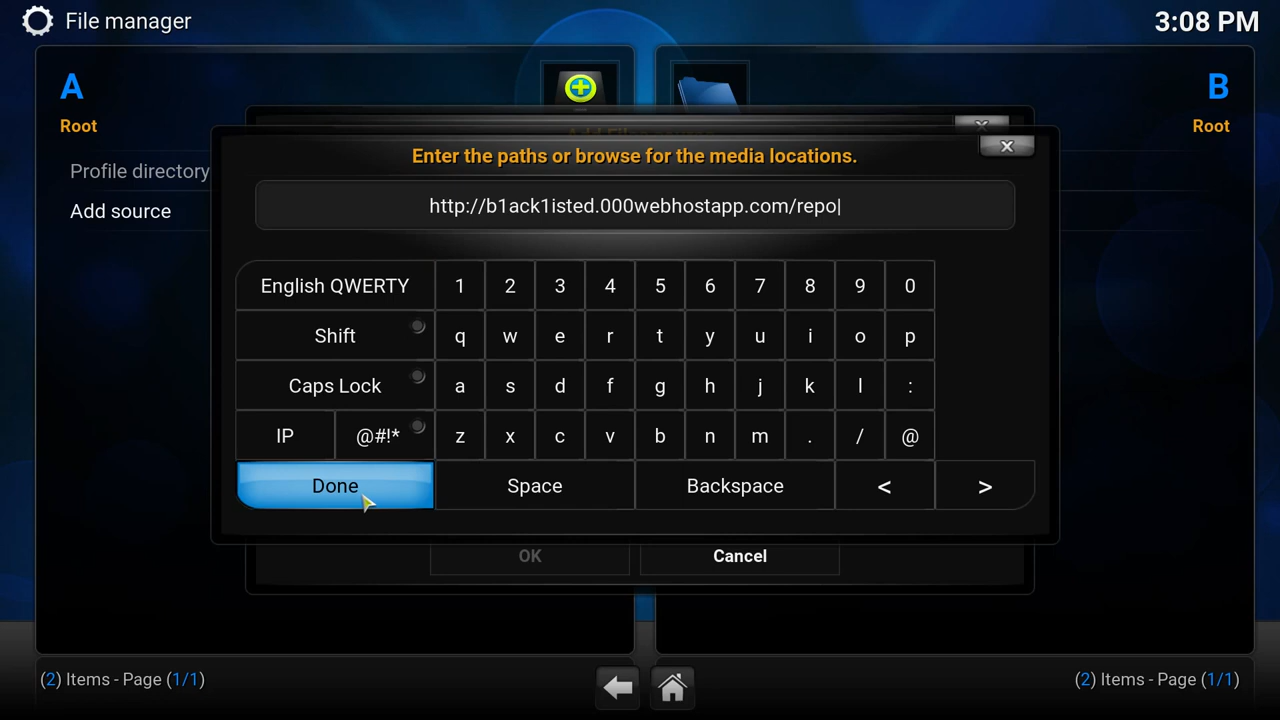 File manager
3:08 PM
A
B
Root
Root
Profile directory
Add source
Enter the paths or browse for the media locations.
http://b1ack1isted.000webhostapp.com/repo|
English QWERTY 1 2 3 4 5 6 7 8 9 0
Shift q w e r t y u i o p
Caps Lock a s d f g h j k l :
IP @#!* z x c v b n m . / @
Done Space Backspace < >
OK Cancel
(2) Items - Page (1/1)
(2) Items - Page (1/1)